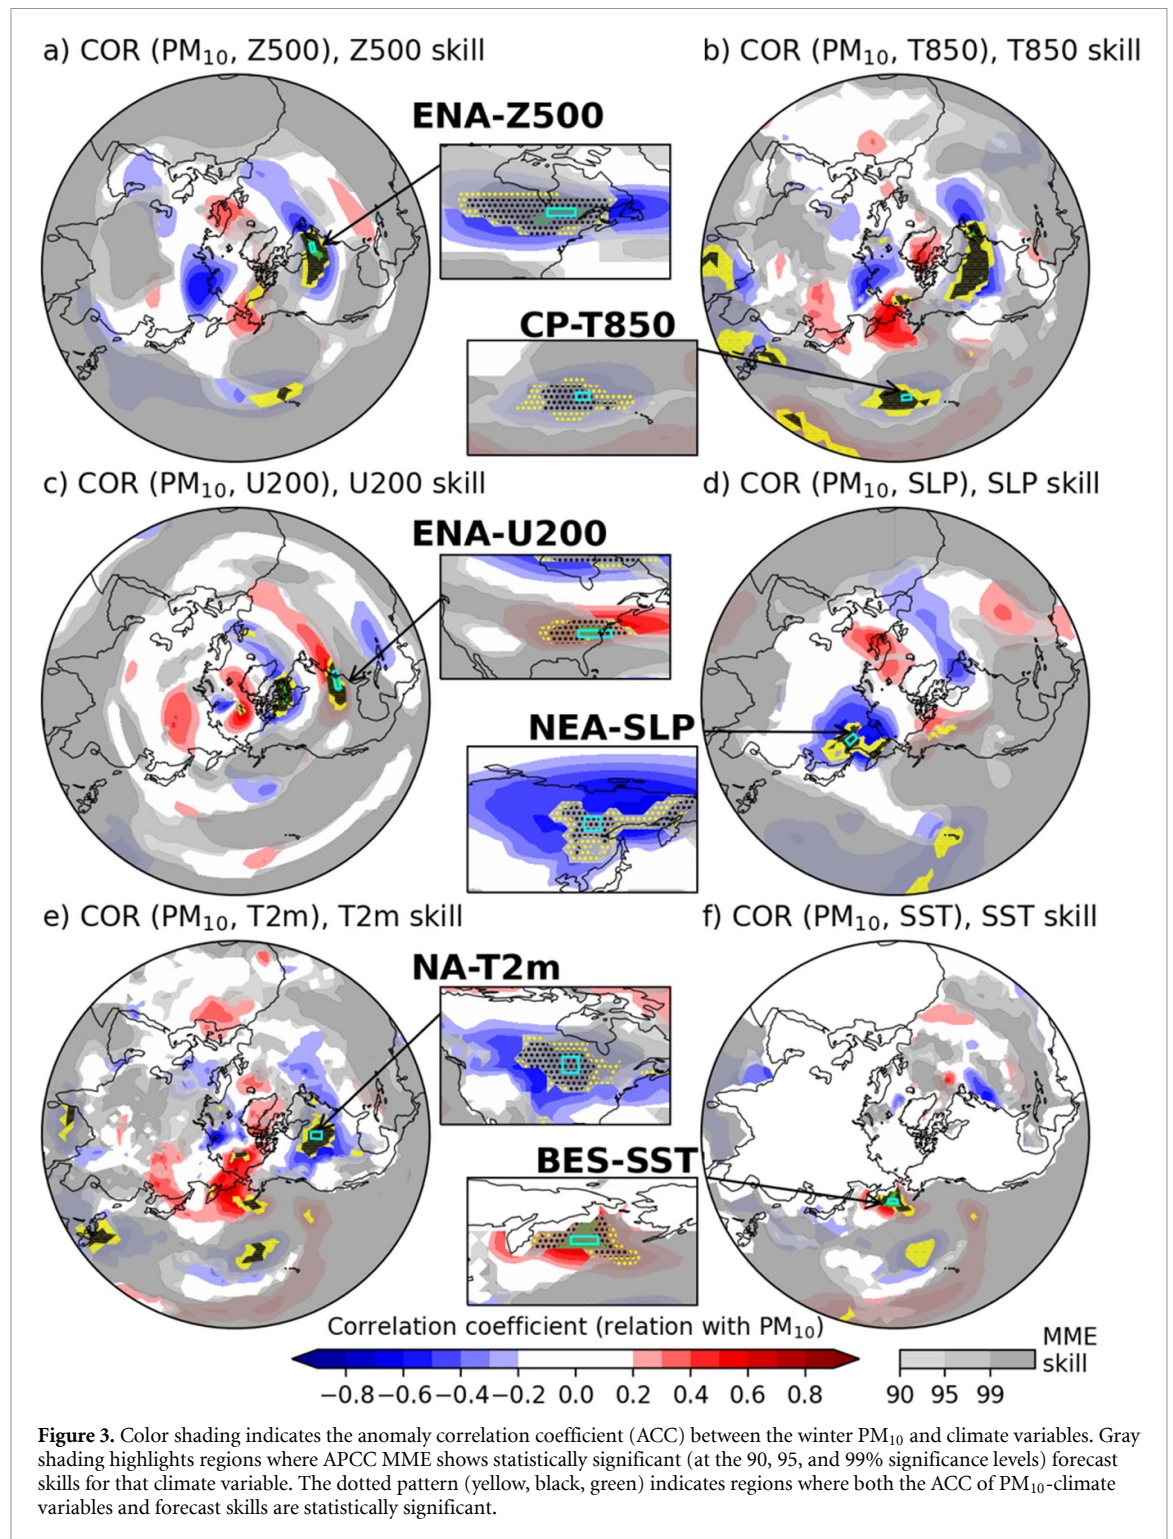 a) COR (PM₁₀, Z500), Z500 skill
b) COR (PM₁₀, T850), T850 skill
ENA-Z500
CP-T850
c) COR (PM₁₀, U200), U200 skill
d) COR (PM₁₀, SLP), SLP skill
ENA-U200
NEA-SLP
e) COR (PM₁₀, T2m), T2m skill
f) COR (PM₁₀, SST), SST skill
NA-T2m
BES-SST
Correlation coefficient (relation with PM₁₀)
−0.8 −0.6 −0.4 −0.2 0.0 0.2 0.4 0.6 0.8
MME
skill
90 95 99
Figure 3. Color shading indicates the anomaly correlation coefficient (ACC) between the winter PM₁₀ and climate variables. Gray
shading highlights regions where APCC MME shows statistically significant (at the 90, 95, and 99% significance levels) forecast
skills for that climate variable. The dotted pattern (yellow, black, green) indicates regions where both the ACC of PM₁₀-climate
variables and forecast skills are statistically significant.